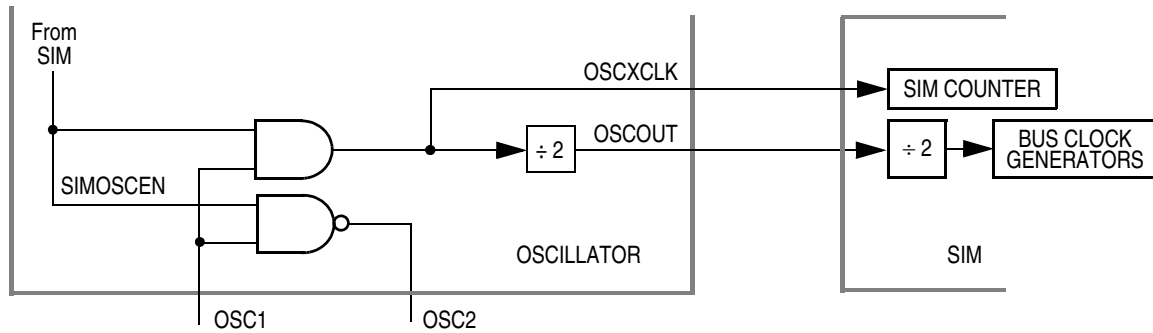 From
SIM
OSCXCLK
SIM COUNTER
÷ 2
OSCOUT
÷ 2
BUS CLOCK
GENERATORS
SIMOSCEN
OSCILLATOR
SIM
OSC1
OSC2